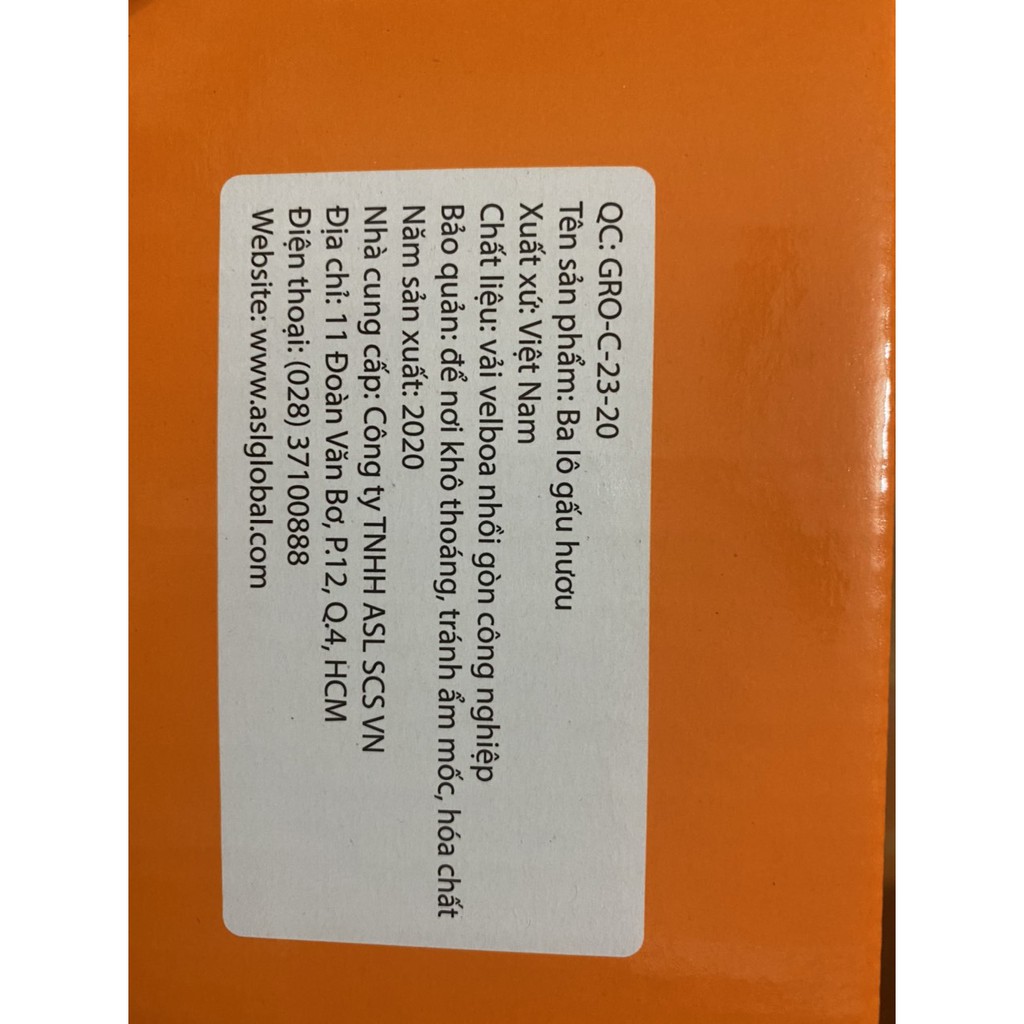 QC: GRO-C-23-20
Tên sản phẩm: Ba lô gấu hươu
Xuất xứ: Việt Nam
Chất liệu: vải velboa nhồi gòn công nghiệp
Bảo quản: để nơi khô thoáng, tránh ẩm mốc, hóa chất
Năm sản xuất: 2020
Nhà cung cấp: Công ty TNHH ASL SCS VN
Địa chỉ: 11 Đoàn Văn Bơ, P.12, Q.4, HCM
Điện thoại: (028) 37100888
Website: www.aslglobal.com